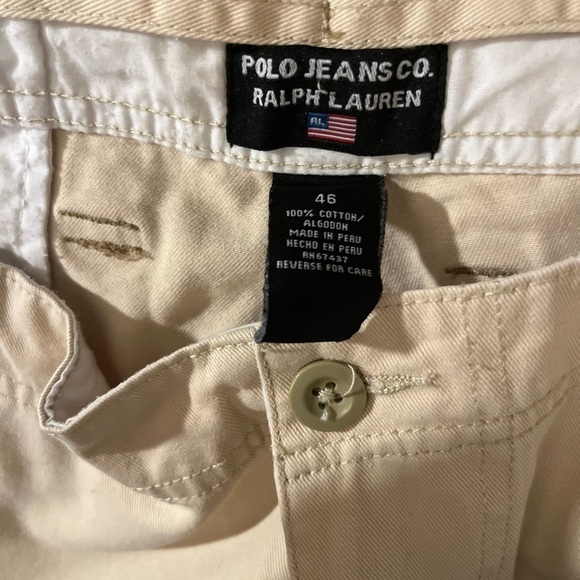 POLO JEANS CO.
RALPH LAUREN
RL
46
100% COTTON/
ALGODON
MADE IN PERU
HECHO EN PERU
RN67437
REVERSE FOR CARE